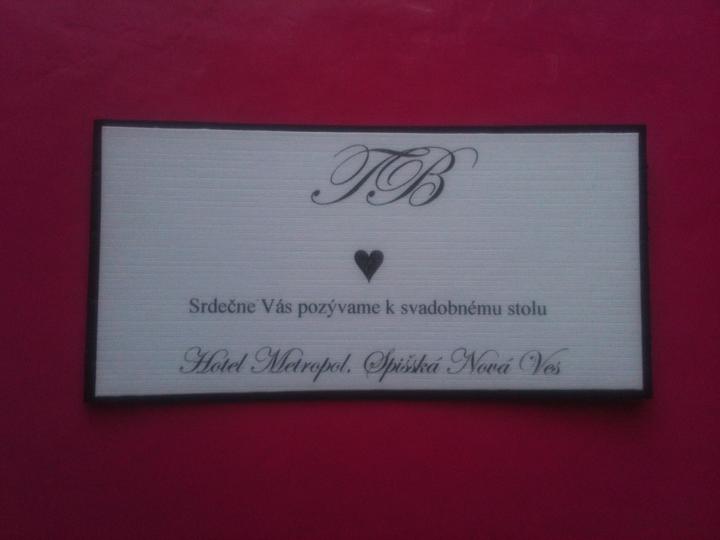 TB
Srdečne Vás pozývame k svadobnému stolu
Hotel Metropol, Spišská Nová Ves